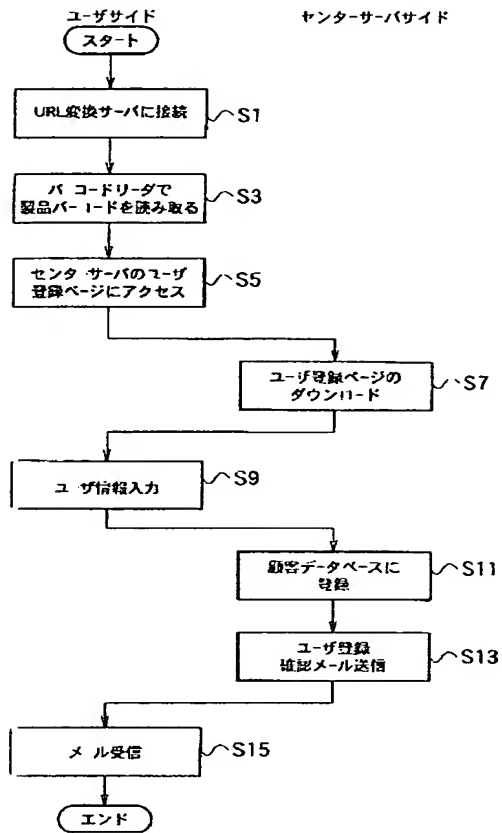 ユーザサイド
センターサーバサイド
スタート
URL変換サーバに接続
S1
バーコードリーダで
製品バーコードを読み取る
S3
センターサーバのユーザ
登録ページにアクセス
S5
ユーザ登録ページの
ダウンロード
S7
ユーザ情報入力
S9
顧客データベースに
登録
S11
ユーザ登録
確認メール送信
S13
メール受信
S15
エンド